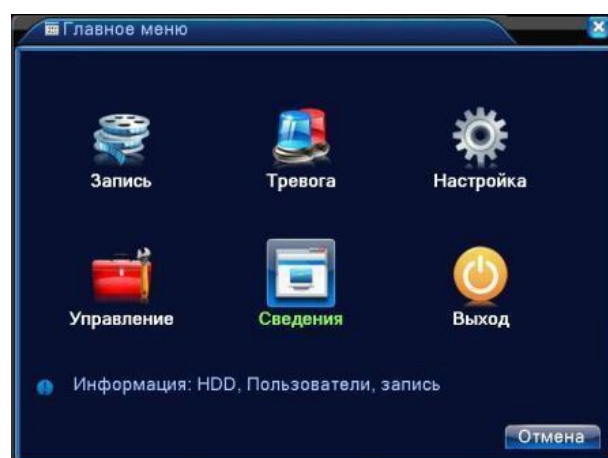 Главное меню
Запись Тревога Настройка
Управление Сведения Выход
Информация: HDD, Пользователи, запись
Отмена